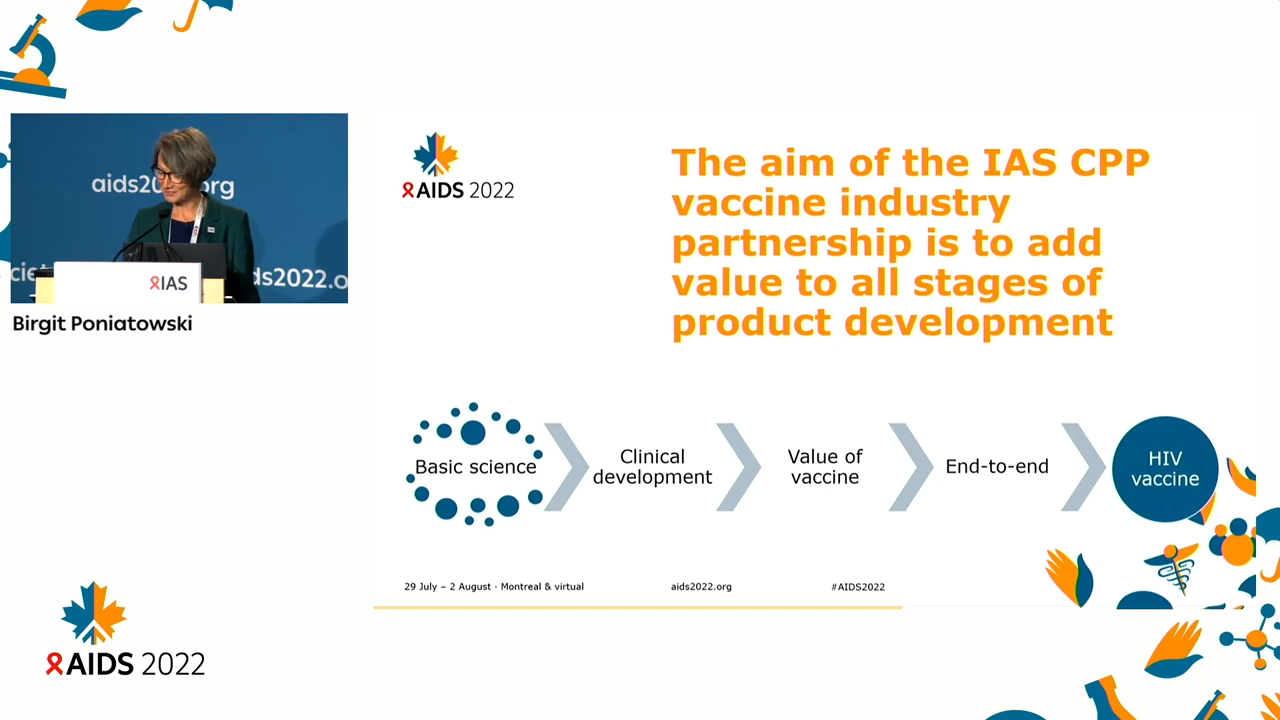 aids20 org
ciet
ds2022.o
IAS
Birgit Poniatowski
AIDS 2022
The aim of the IAS CPP
vaccine industry
partnership is to add
value to all stages of
product development
Basic science
Clinical
development
Value of
vaccine
End-to-end
HIV
vaccine
29 July – 2 August · Montreal & virtual
aids2022.org
#AIDS2022
AIDS 2022